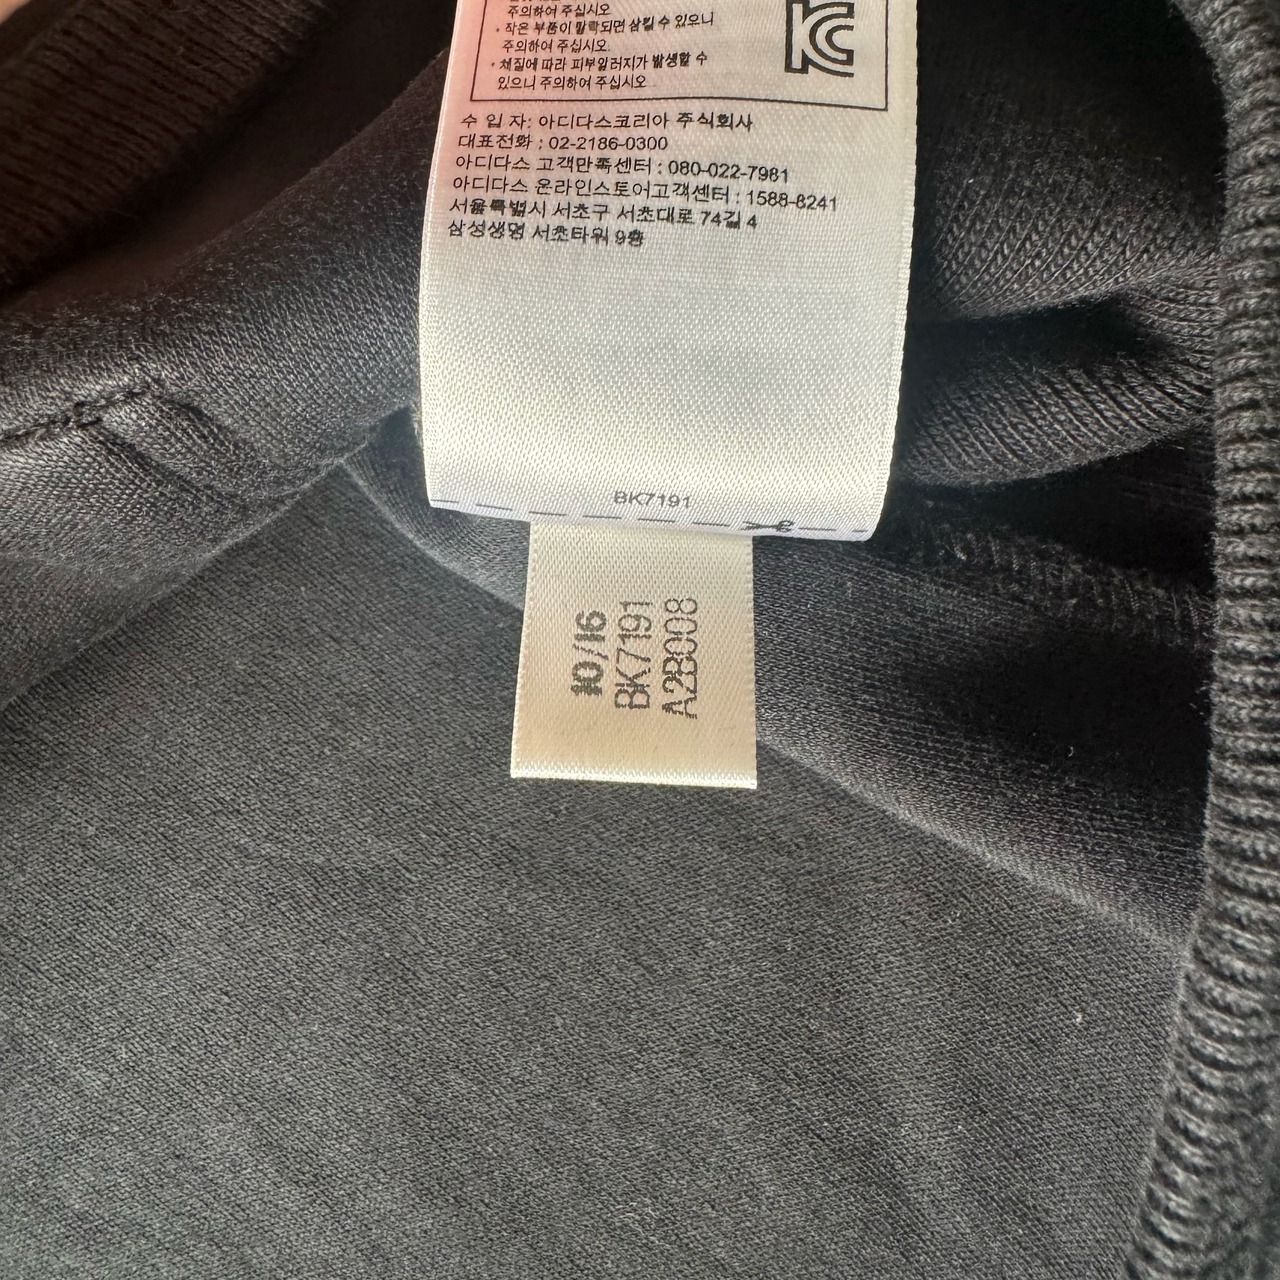 주의하여 주십시오
· 작은 부품이 탈락되면 삼킬 수 있으니
주의하여 주십시오.
· 체질에 따라 피부알러지가 발생할 수
있으니 주의하여 주십시오
수 입 자: 아디다스코리아 주식회사
대표전화 : 02-2186-0300
아디다스 고객만족센터 : 080-022-7981
아디다스 온라인스토어고객센터 : 1588-8241
서울특별시 서초구 서초대로 74길 4
삼성생명 서초타워 9층
BK7191
10/16
BK7191
A2B008